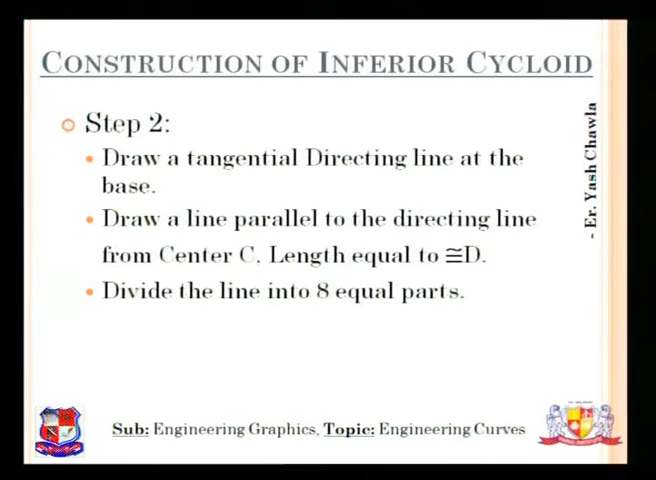 CONSTRUCTION OF INFERIOR CYCLOID
Step 2:
Draw a tangential Directing line at the
base.
Draw a line parallel to the directing line
from Center C. Length equal to ≅D.
Divide the line into 8 equal parts.
- Er. Yash Chawla
Sub: Engineering Graphics, Topic: Engineering Curves